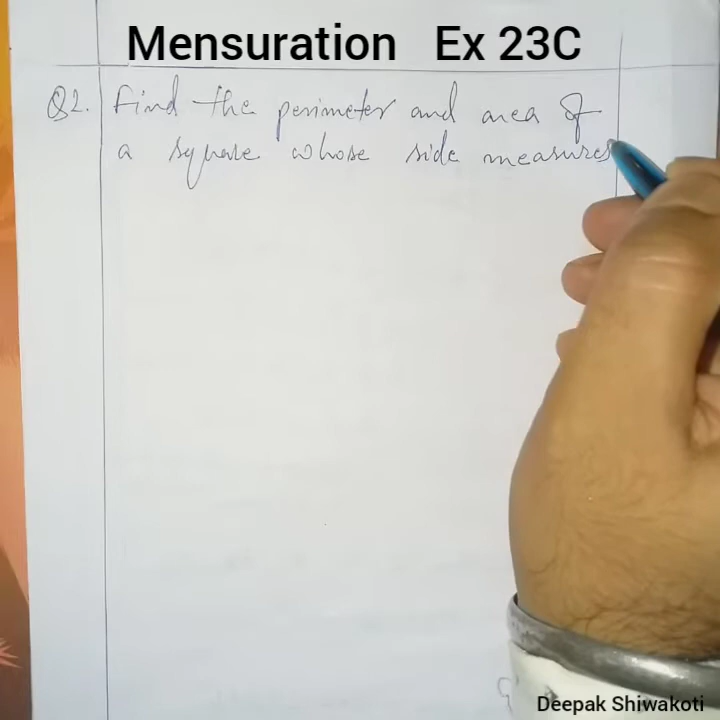 Mensuration Ex 23C
Q2. Find the perimeter and area of
a square whose side measures
Deepak Shiwakoti